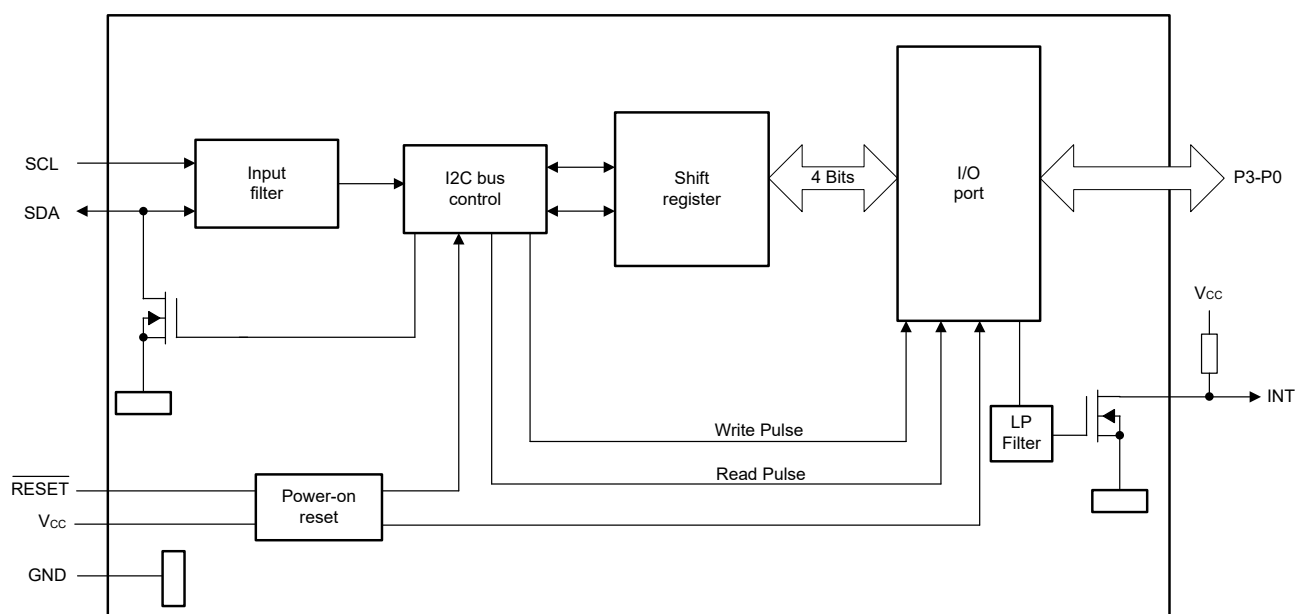 SCL
SDA
Input
filter
I2C bus
control
Shift
register
4 Bits
I/O
port
P3-P0
VCC
INT
LP
Filter
Write Pulse
Read Pulse
RESET
VCC
Power-on
reset
GND